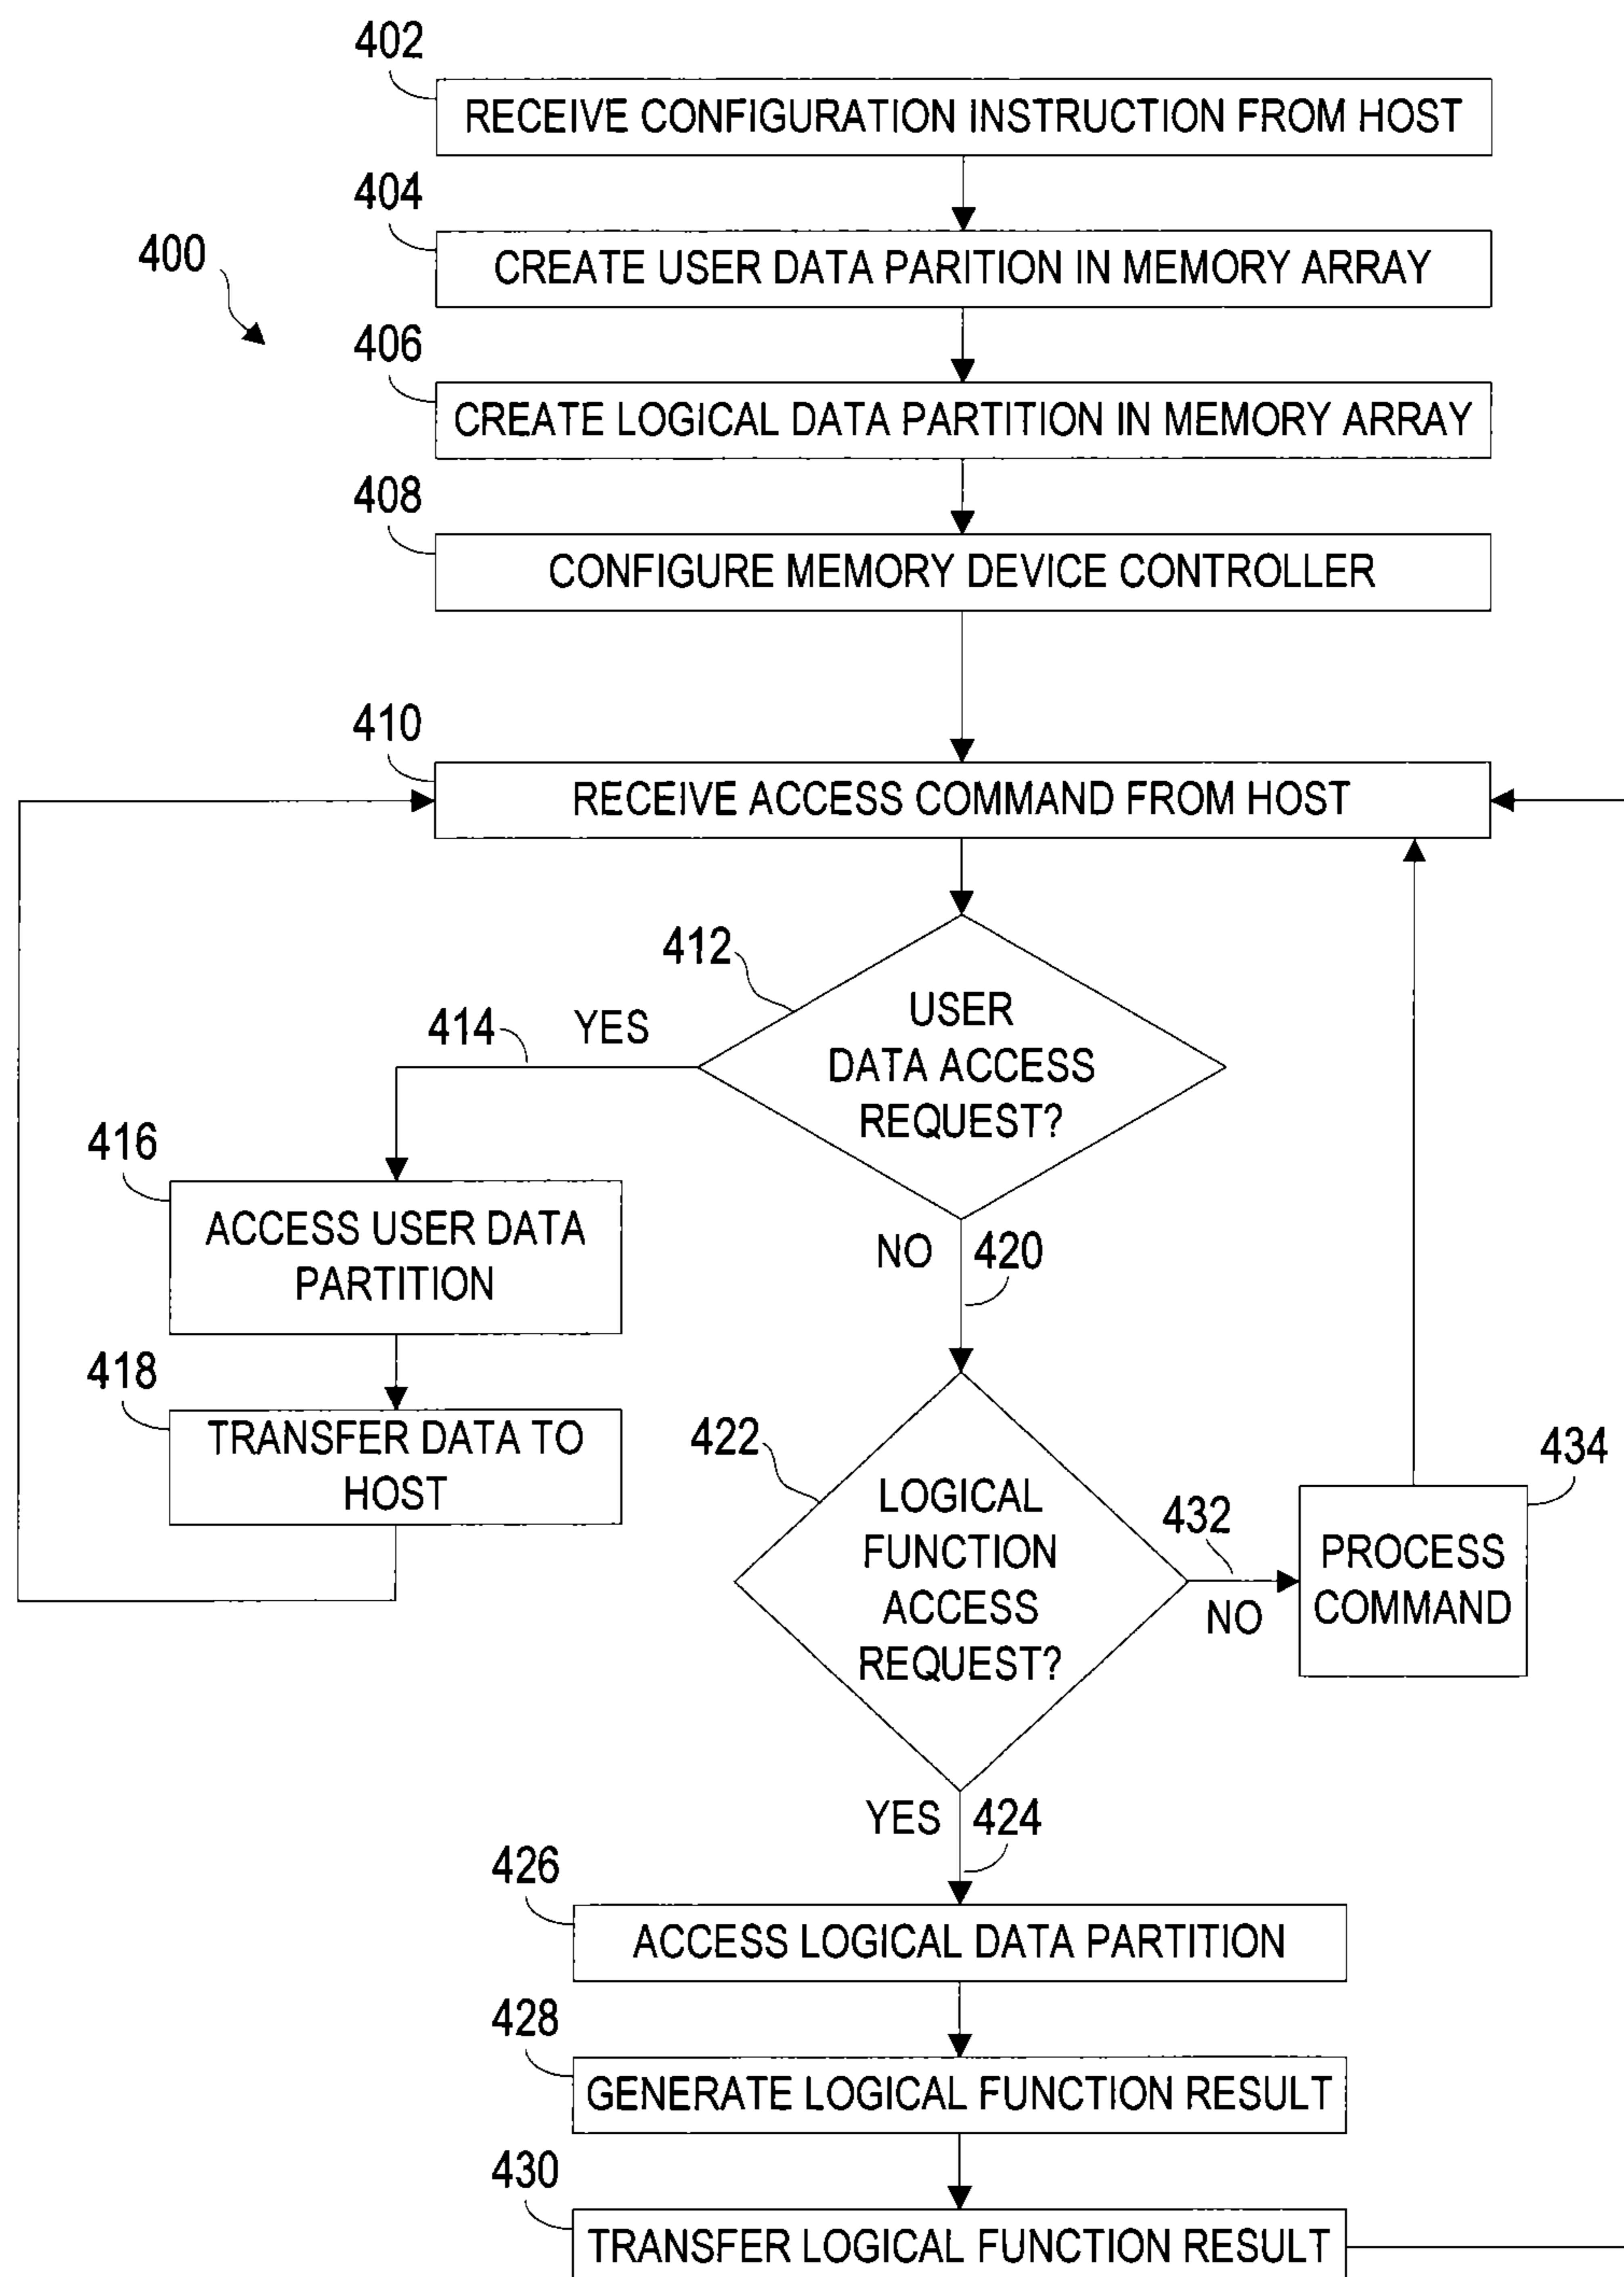 402
RECEIVE CONFIGURATION INSTRUCTION FROM HOST
404
CREATE USER DATA PARITION IN MEMORY ARRAY
400
406
CREATE LOGICAL DATA PARTITION IN MEMORY ARRAY
408
CONFIGURE MEMORY DEVICE CONTROLLER
410
RECEIVE ACCESS COMMAND FROM HOST
412
USER
DATA ACCESS
REQUEST?
414
YES
416
ACCESS USER DATA
PARTITION
NO
420
418
TRANSFER DATA TO
HOST
422
LOGICAL
FUNCTION
ACCESS
REQUEST?
432
NO
434
PROCESS
COMMAND
YES
424
426
ACCESS LOGICAL DATA PARTITION
428
GENERATE LOGICAL FUNCTION RESULT
430
TRANSFER LOGICAL FUNCTION RESULT